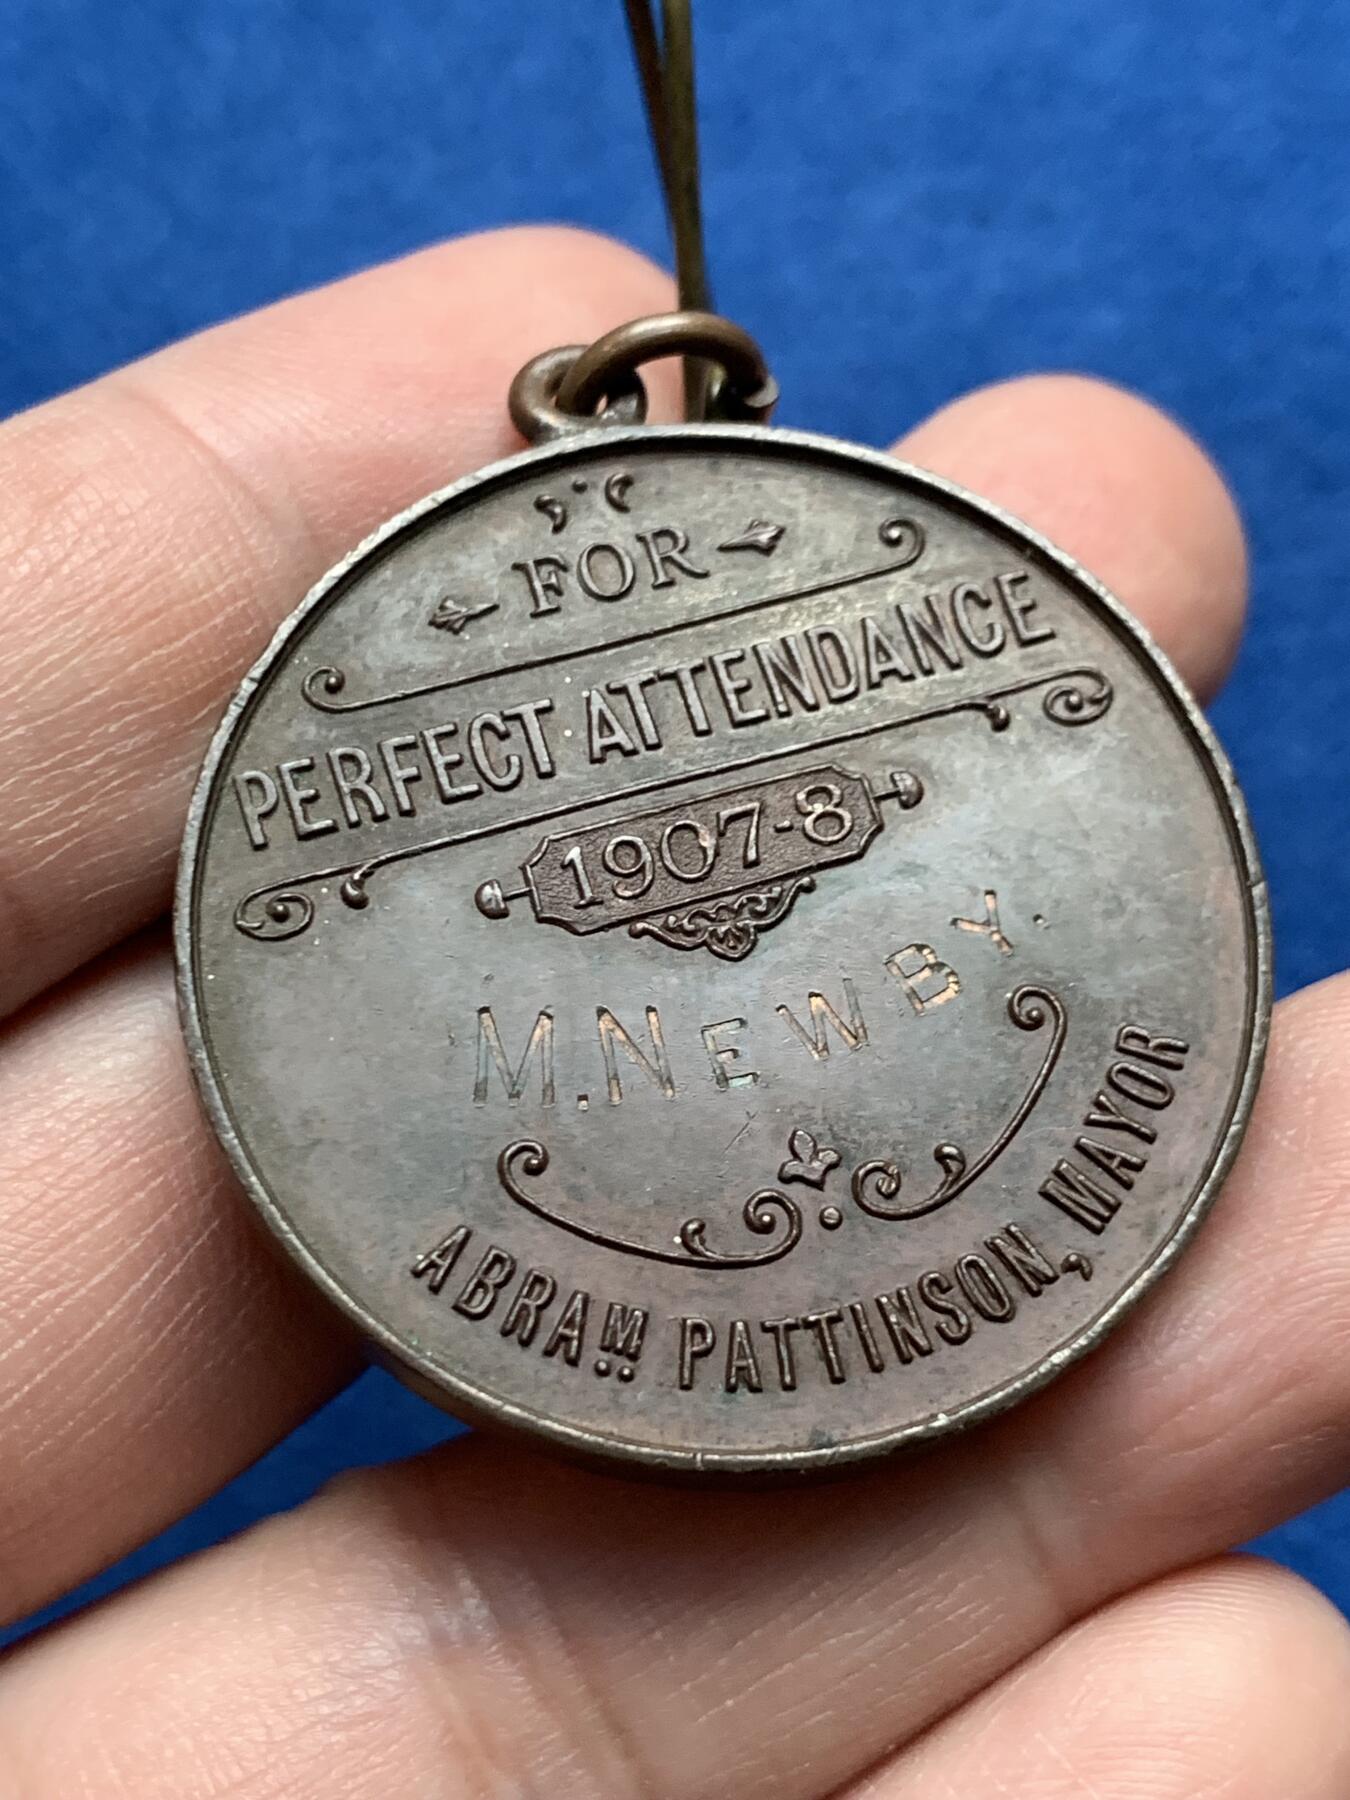 FOR
PERFECT ATTENDANCE
1907-8
M. NEWBY.
ABRAM PATTINSON, MAYOR